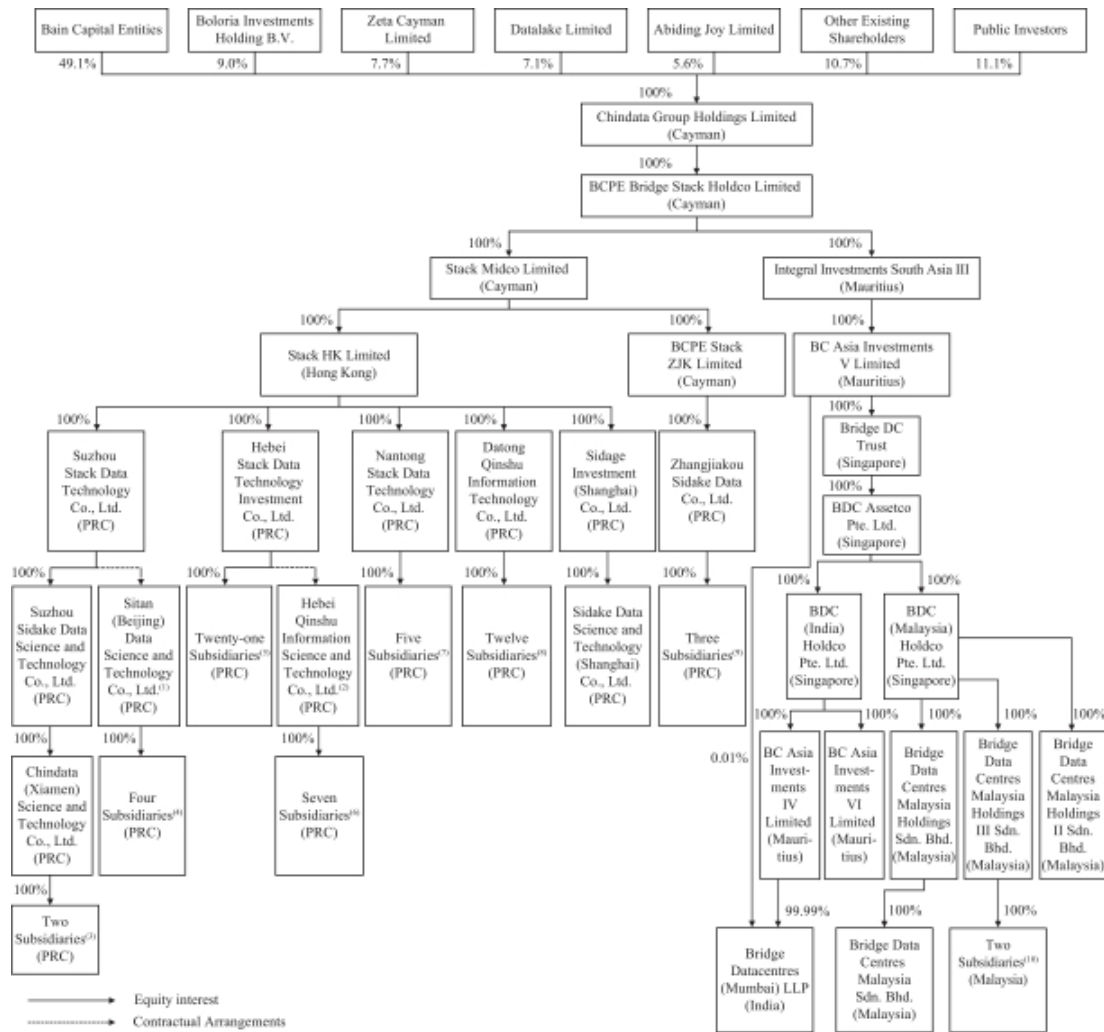 Bain Capital Entities
Boloria Investments
Holding B.V.
Zeta Cayman
Limited
Datalake Limited
Abiding Joy Limited
Other Existing
Shareholders
Public Investors
49.1%
9.0%
7.7%
7.1%
5.6%
10.7%
11.1%
100%
Chindata Group Holdings Limited
(Cayman)
100%
BCPE Bridge Stack Holdco Limited
(Cayman)
100%
100%
Stack Midco Limited
(Cayman)
Integral Investments South Asia III
(Mauritius)
100%
100%
100%
Stack HK Limited
(Hong Kong)
BCPE Stack
ZJK Limited
(Cayman)
BC Asia Investments
V Limited
(Mauritius)
100%
100%
100%
100%
100%
100%
100%
Suzhou
Stack Data
Technology
Co., Ltd.
(PRC)
Hebei
Stack Data
Technology
Investment
Co., Ltd.
(PRC)
Nantong
Stack Data
Technology
Co., Ltd.
(PRC)
Datong
Qinshu
Information
Technology
Co., Ltd.
(PRC)
Sidage
Investment
(Shanghai)
Co., Ltd.
(PRC)
Zhangjiakou
Sidake Data
Co., Ltd.
(PRC)
Bridge DC
Trust
(Singapore)
100%
BDC Assetco
Pte. Ltd.
(Singapore)
100%
100%
100%
100%
100%
100%
100%
100%
100%
100%
Suzhou
Sidake Data
Science and
Technology
Co., Ltd.
(PRC)
Sitan
(Beijing)
Data
Science and
Technology
Co., Ltd.(1)
(PRC)
Twenty-one
Subsidiaries(5)
(PRC)
Hebei
Qinshu
Information
Science and
Technology
Co., Ltd.(2)
(PRC)
Five
Subsidiaries(7)
(PRC)
Twelve
Subsidiaries(8)
(PRC)
Sidake Data
Science and
Technology
(Shanghai)
Co., Ltd.
(PRC)
Three
Subsidiaries(9)
(PRC)
BDC
(India)
Holdco
Pte. Ltd.
(Singapore)
BDC
(Malaysia)
Holdco
Pte. Ltd.
(Singapore)
100%
100%
100%
0.01%
100%
100%
100%
100%
100%
Chindata
(Xiamen)
Science and
Technology
Co., Ltd.
(PRC)
Four
Subsidiaries(4)
(PRC)
Seven
Subsidiaries(6)
(PRC)
BC Asia
Invest-
ments
IV
Limited
(Mauri-
tius)
BC Asia
Invest-
ments
VI
Limited
(Mauri-
tius)
Bridge
Data
Centres
Malaysia
Holdings
Sdn. Bhd.
(Malaysia)
Bridge
Data
Centres
Malaysia
Holdings
III Sdn.
Bhd.
(Malaysia)
Bridge
Data
Centres
Malaysia
Holdings
II Sdn.
Bhd.
(Malaysia)
100%
99.99%
100%
100%
Two
Subsidiaries(3)
(PRC)
Bridge
Datacentres
(Mumbai) LLP
(India)
Bridge Data
Centres
Malaysia
Sdn. Bhd.
(Malaysia)
Two
Subsidiaries(10)
(Malaysia)
Equity interest
Contractual Arrangements